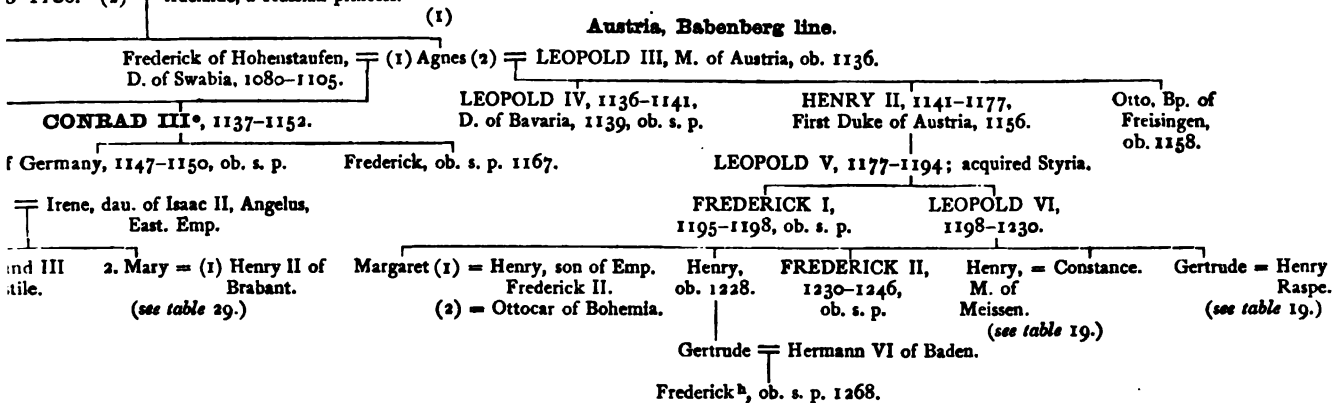 (1)
Austria, Babenberg line.
Frederick of Hohenstaufen, = (1) Agnes (2) = LEOPOLD III, M. of Austria, ob. 1136.
D. of Swabia, 1080–1105.
LEOPOLD IV, 1136–1141, HENRY II, 1141–1177, Otto, Bp. of
CONRAD III, 1137–1152. D. of Bavaria, 1139, ob. s. p. First Duke of Austria, 1156. Freisingen,
ob. 1158.
f Germany, 1147–1150, ob. s. p. Frederick, ob. s. p. 1167. LEOPOLD V, 1177–1194; acquired Styria.
= Irene, dau. of Isaac II, Angelus, FREDERICK I, LEOPOLD VI,
East. Emp. 1195–1198, ob. s. p. 1198–1230.
nd III 2. Mary = (1) Henry II of Margaret (1) = Henry, son of Emp. Henry, FREDERICK II, Henry, = Constance. Gertrude = Henry
tile. Brabant. Frederick II. ob. 1228. 1230–1246, M. of Raspe.
(see table 29.) (2) = Ottocar of Bohemia. ob. s. p. Meissen. (see table 19.)
(see table 19.)
Gertrude = Hermann VI of Baden.
Frederick h, ob. s. p. 1268.